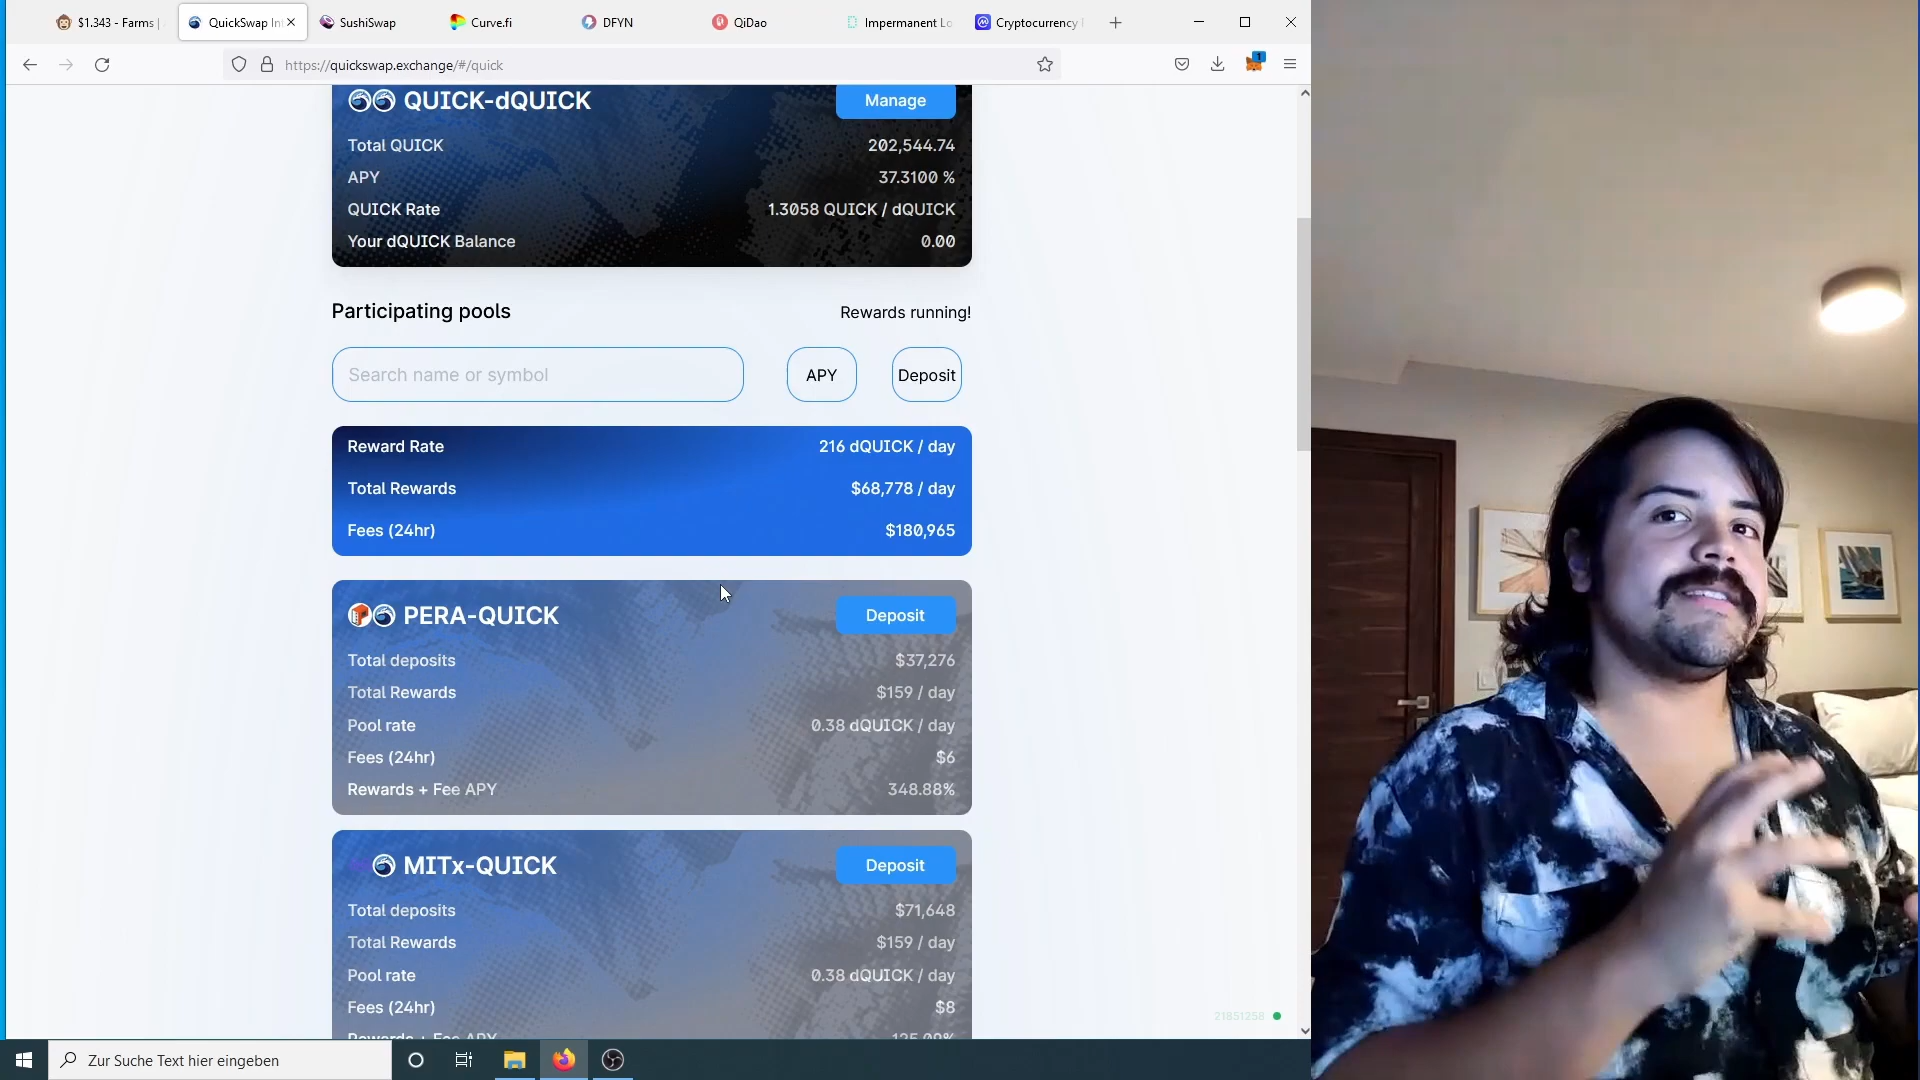 $1.343 - Farms |
QuickSwap In
SushiSwap
Curve.fi
DFYN
QiDao
Impermanent Lo
Cryptocurrency
https://quickswap.exchange/#/quick
1
QUICK-dQUICK
Manage
Total QUICK 202,544.74
APY 37.3100 %
QUICK Rate 1.3058 QUICK / dQUICK
Your dQUICK Balance 0.00
Participating pools Rewards running!
Search name or symbol
APY
Deposit
Reward Rate 216 dQUICK / day
Total Rewards $68,778 / day
Fees (24hr) $180,965
PERA-QUICK
Deposit
Total deposits $37,276
Total Rewards $159 / day
Pool rate 0.38 dQUICK / day
Fees (24hr) $6
Rewards + Fee APY 348.88%
MITx-QUICK
Deposit
Total deposits $71,648
Total Rewards $159 / day
Pool rate 0.38 dQUICK / day
Fees (24hr) $8
Rewards + Fee APY
21851258
Zur Suche Text hier eingeben